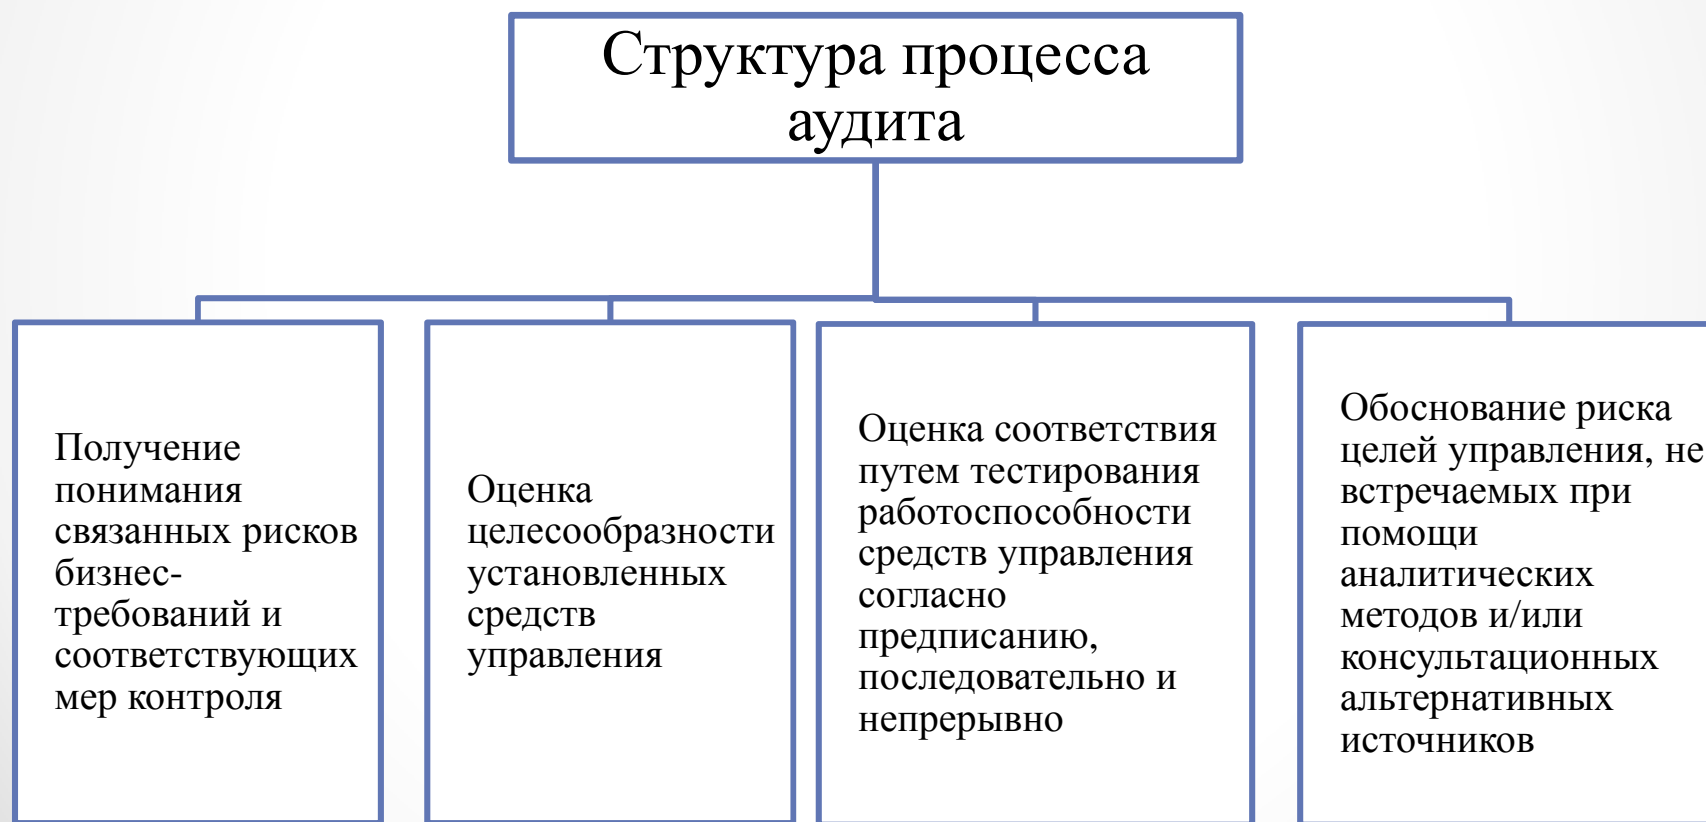 Структура процесса
аудита
Получение
понимания
связанных рисков
бизнес-
требований и
соответствующих
мер контроля
Оценка
целесообразности
установленных
средств
управления
Оценка соответствия
путем тестирования
работоспособности
средств управления
согласно
предписанию,
последовательно и
непрерывно
Обоснование риска
целей управления, не
встречаемых при
помощи
аналитических
методов и/или
консультационных
альтернативных
источников